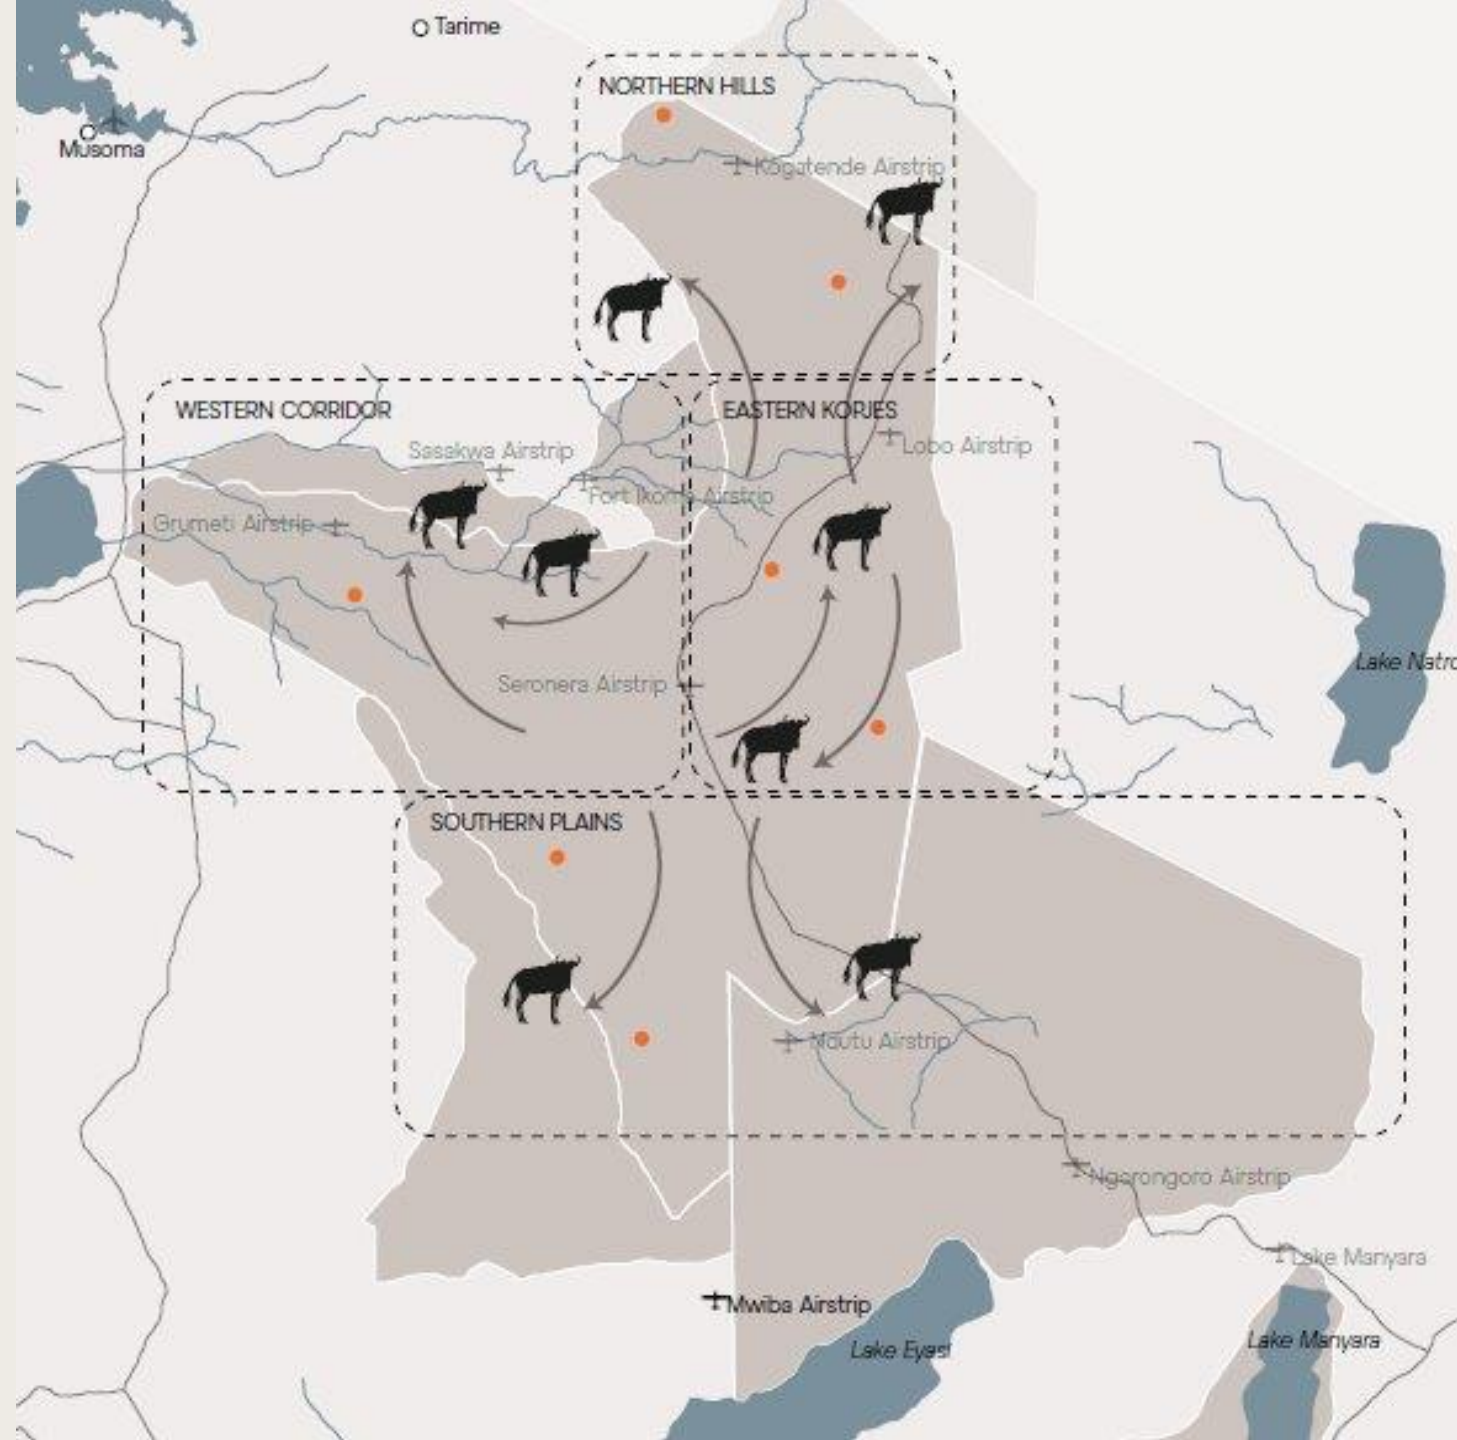 Tarime
NORTHERN HILLS
Musoma
Kogatende Airstrip
WESTERN CORRIDOR
EASTERN KOPJES
Sasakwa Airstrip
Lobo Airstrip
Fort Ikoma Airstrip
Grumeti Airstrip
Lake Natro
Seronera Airstrip
SOUTHERN PLAINS
Ndutu Airstrip
Ngorongoro Airstrip
Lake Manyara
Mwiba Airstrip
Lake Manyara
Lake Eyasi